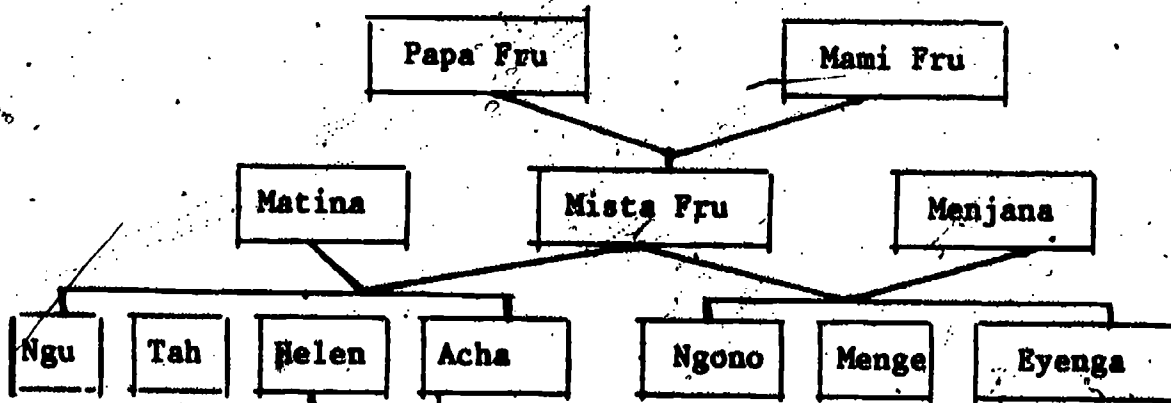 Papa Fru Mami Fru
Matina Mista Fru Menjana
Ngu Tah Helen Acha Ngono Menge Eyenga